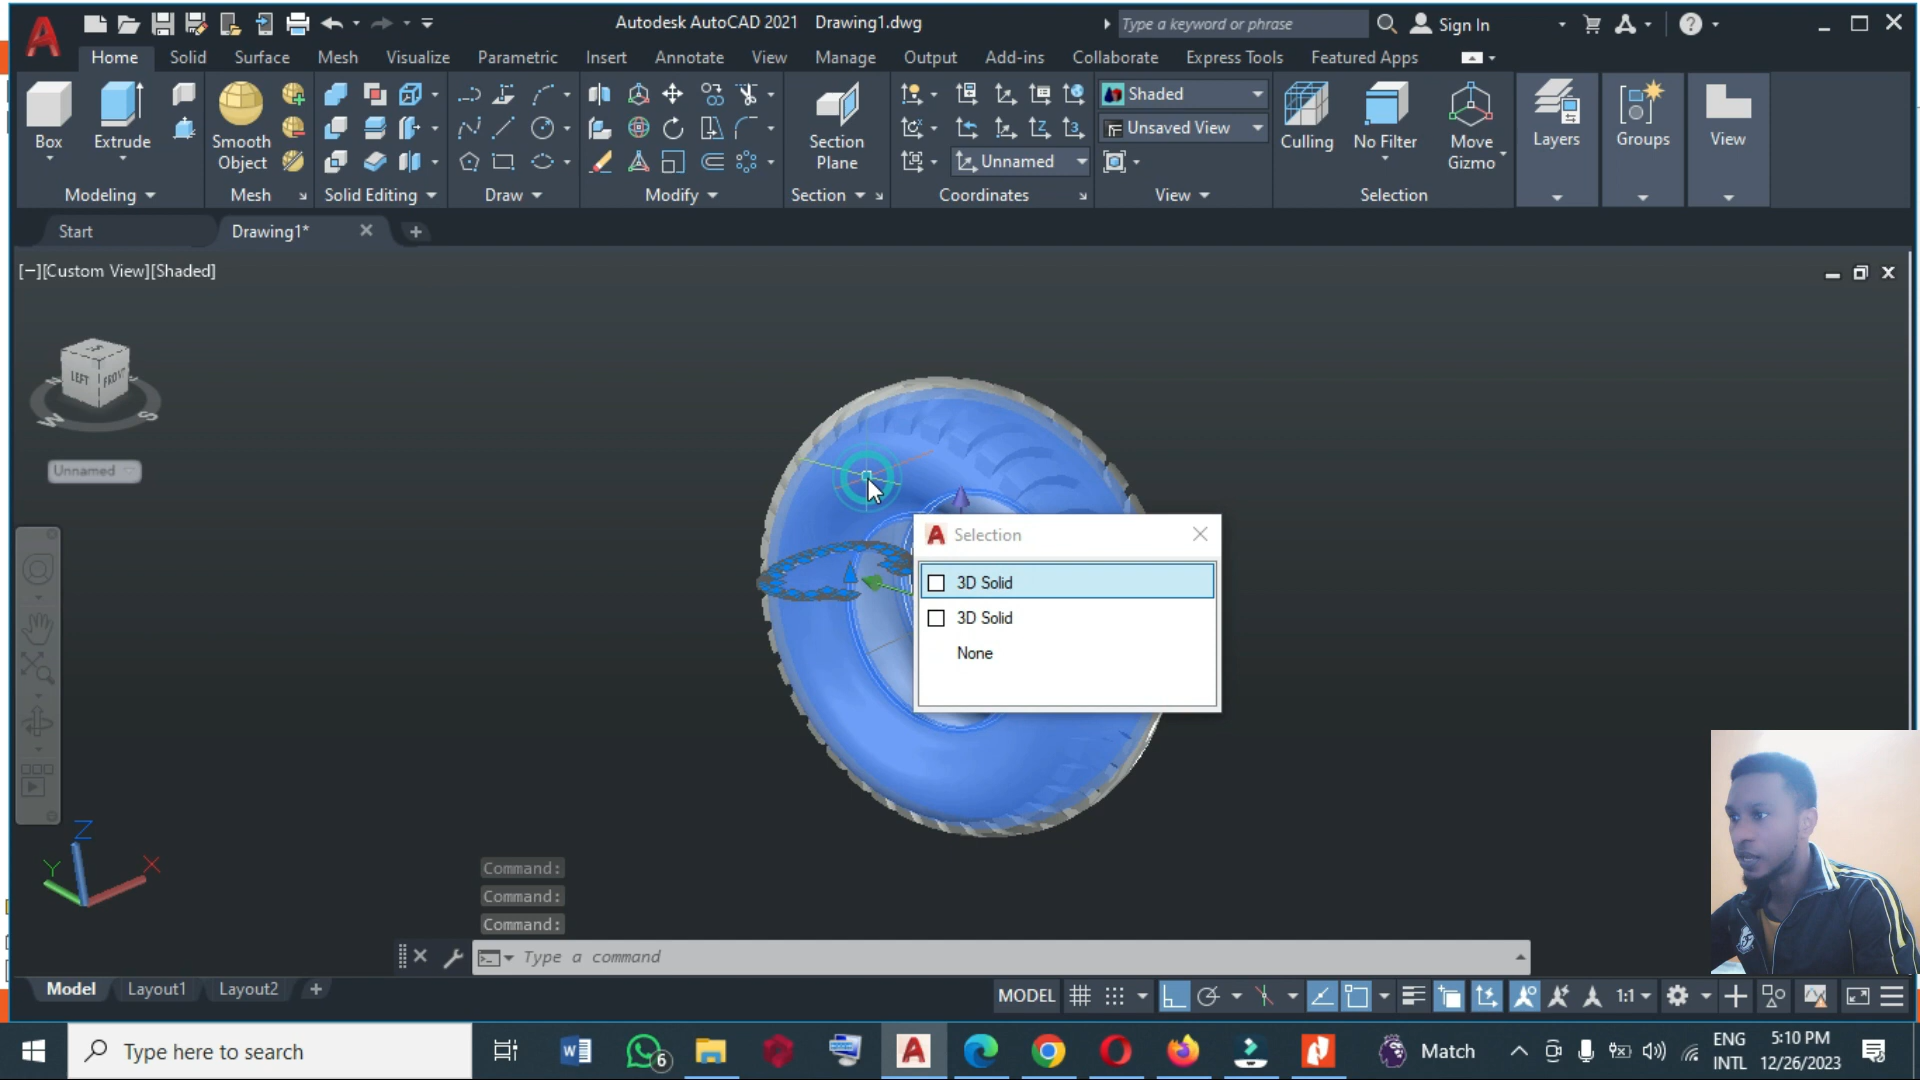 Autodesk AutoCAD 2021 Drawing1.dwg
Type a keyword or phrase
Sign In
Home Solid Surface Mesh Visualize Parametric Insert Annotate View Manage Output Add-ins Collaborate Express Tools Featured Apps
Box
Extrude
Smooth
Object
Section
Plane
Shaded
Unsaved View
Unnamed
Culling
No Filter
Move
Gizmo
Layers
Groups
View
Modeling
Mesh
Solid Editing
Draw
Modify
Section
Coordinates
View
Selection
Start
Drawing1*
[−][Custom View][Shaded]
LEFT FRONT
W S
Unnamed
Selection
3D Solid
3D Solid
None
Z
Y X
Command:
Command:
Command:
Type a command
Model Layout1 Layout2
MODEL
1:1
Type here to search
6
Match
ENG
INTL
5:10 PM
12/26/2023